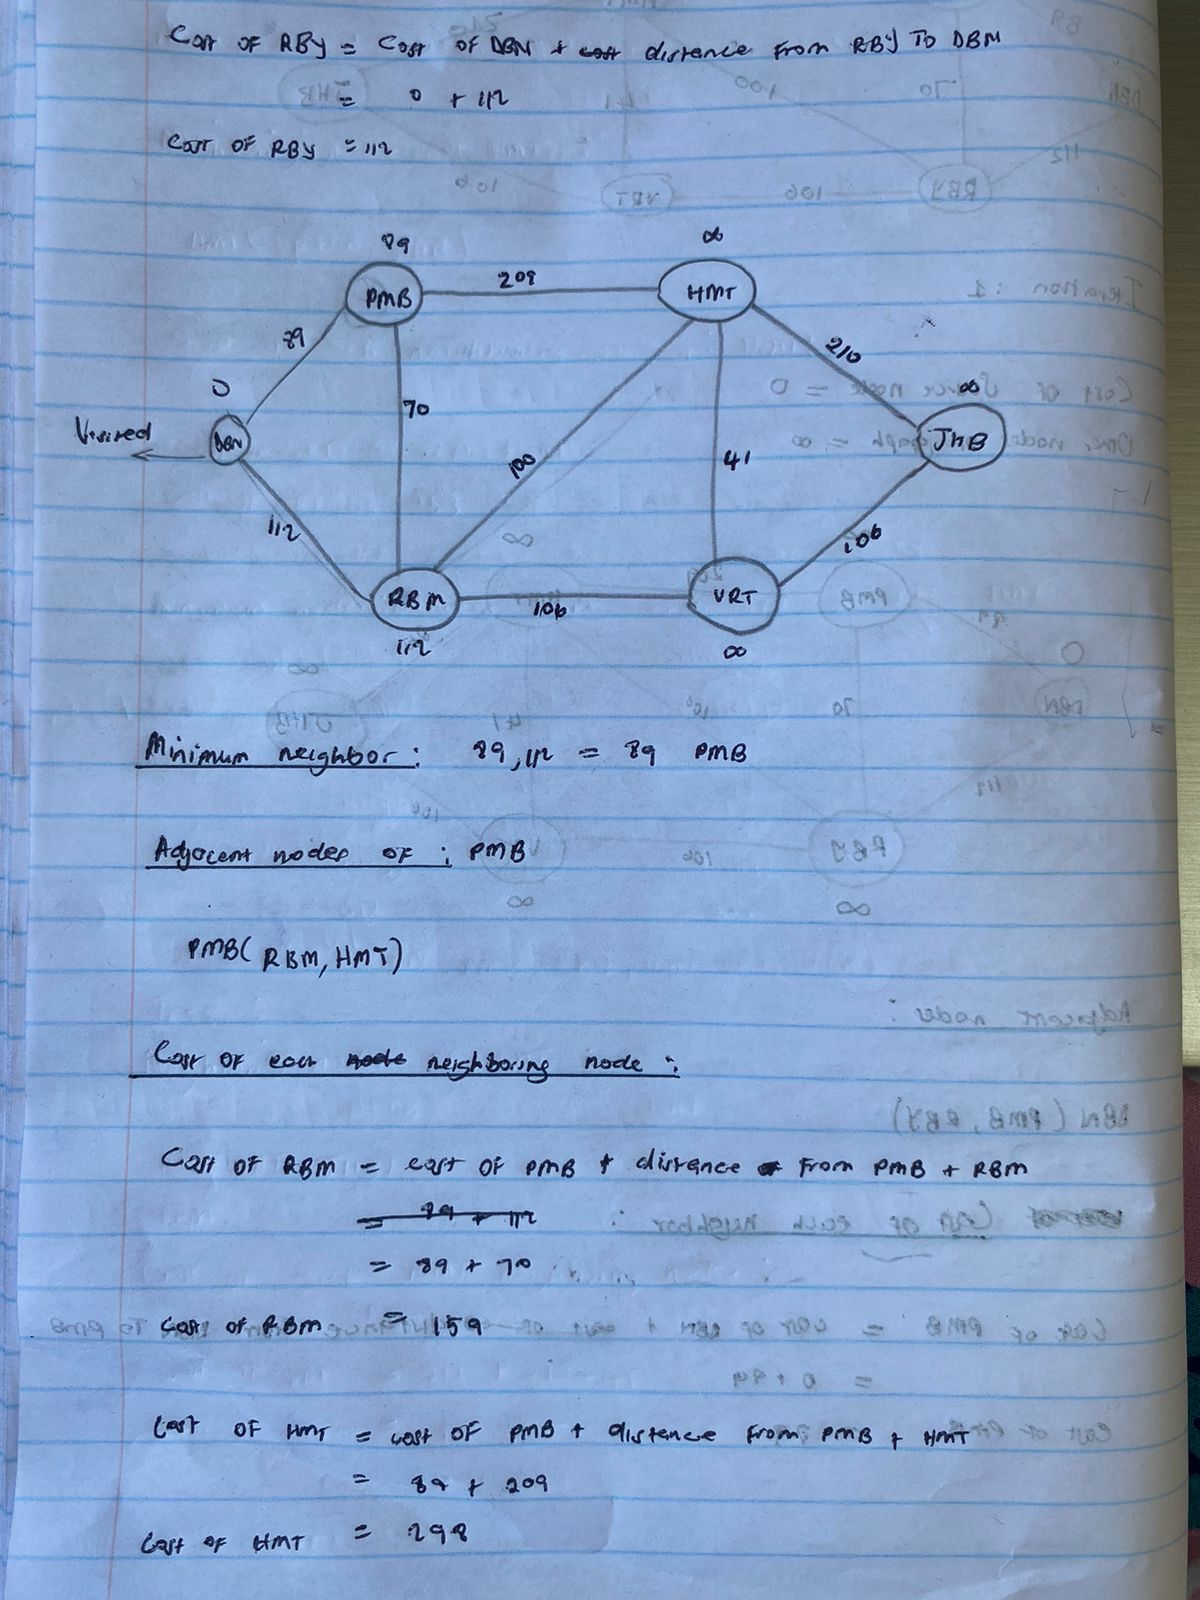 Cost of RBY = Cost of DBN + cost distance from RBY TO DBN
= 0 + 112
Cost OF RBY = 112
89
∞
PMB
209
HMT
89
210
0
∞
Visited
DBN
70
100
41
JHB
112
106
RBM
106
VRT
112
∞
Minimum neighbor: 89,112 = 89 PMB
Adjacent nodes OF : PMB
PMB( RBM, HMT)
Cost OF each node neighboring node :
Cost OF RBM = cost OF PMB + distance From PMB + RBM
= 89 + 112
= 89 + 70
Cost OF RBM = 159
Cost OF HMT = cost OF PMB + distance From PMB + HMT
= 89 + 209
Cost OF HMT = 298